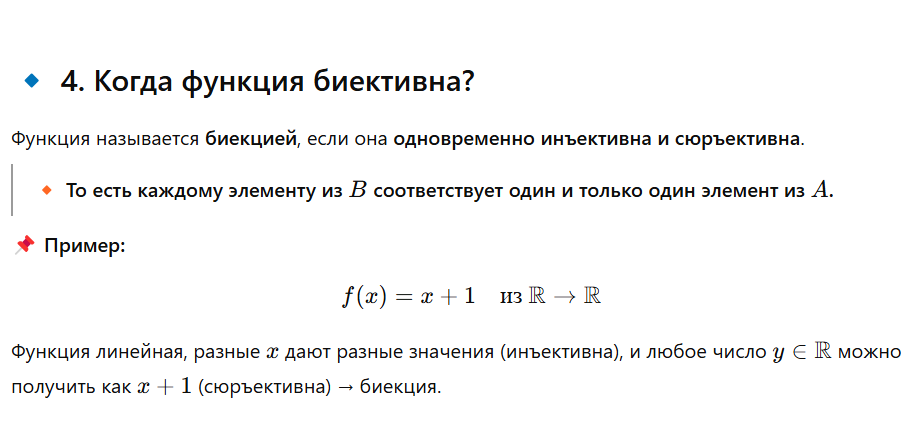 🔹 4. Когда функция биективна?
Функция называется биекцией, если она одновременно инъективна и сюръективна.
🔸 То есть каждому элементу из B соответствует один и только один элемент из A.
📌 Пример:
f(x) = x + 1 из ℝ → ℝ
Функция линейная, разные x дают разные значения (инъективна), и любое число y ∈ ℝ можно
получить как x + 1 (сюръективна) → биекция.